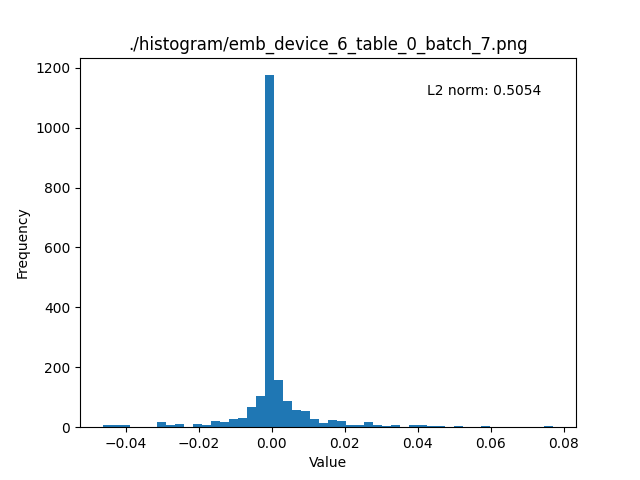 ./histogram/emb_device_6_table_0_batch_7.png
L2 norm: 0.5054
Frequency
1200
1000
800
600
400
200
0
−0.04 −0.02 0.00 0.02 0.04 0.06 0.08
Value